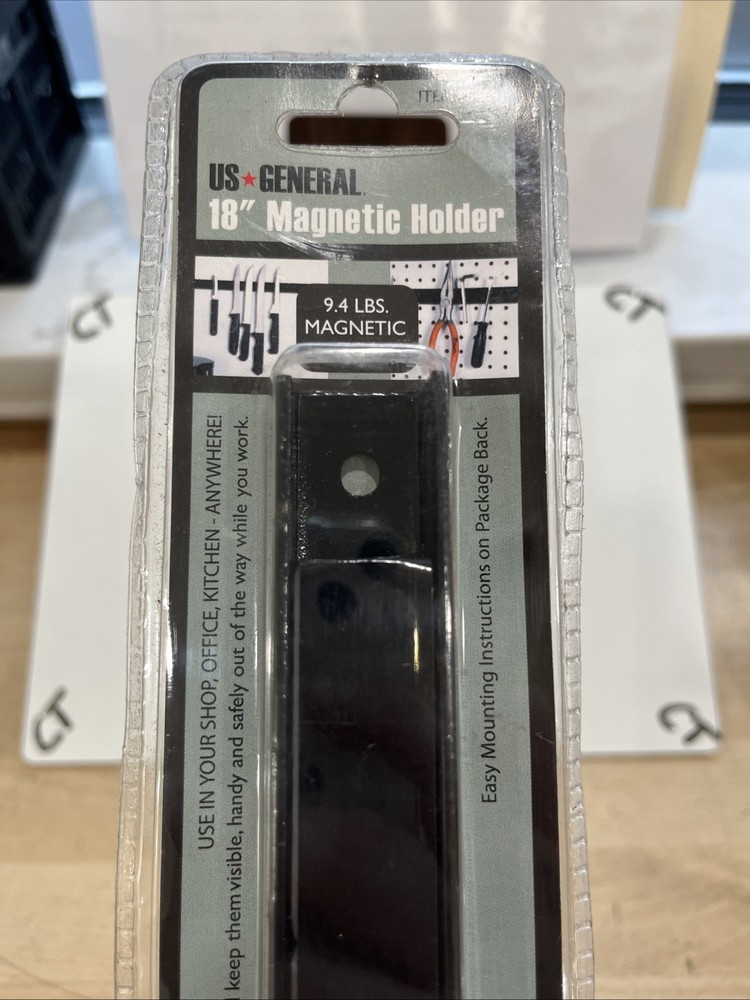 US★GENERAL.
18" Magnetic Holder
9.4 LBS.
MAGNETIC
USE IN YOUR SHOP, OFFICE, KITCHEN - ANYWHERE!
keep them visible, handy and safely out of the way while you work.
Easy Mounting Instructions on Package Back.
CT
CT
CT
CT